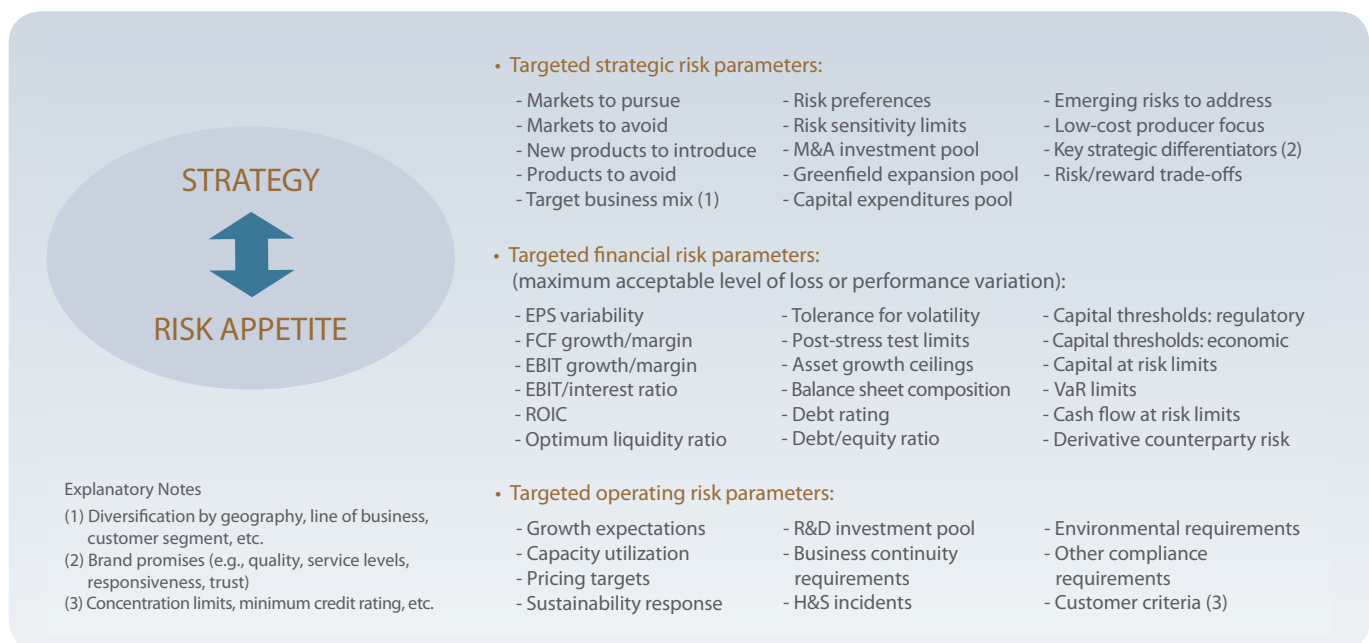 STRATEGY
RISK APPETITE
Explanatory Notes
(1) Diversification by geography, line of business,
customer segment, etc.
(2) Brand promises (e.g., quality, service levels,
responsiveness, trust)
(3) Concentration limits, minimum credit rating, etc.
• Targeted strategic risk parameters:
- Markets to pursue
- Markets to avoid
- New products to introduce
- Products to avoid
- Target business mix (1)
- Risk preferences
- Risk sensitivity limits
- M&A investment pool
- Greenfield expansion pool
- Capital expenditures pool
- Emerging risks to address
- Low-cost producer focus
- Key strategic differentiators (2)
- Risk/reward trade-offs
• Targeted financial risk parameters:
(maximum acceptable level of loss or performance variation):
- EPS variability
- FCF growth/margin
- EBIT growth/margin
- EBIT/interest ratio
- ROIC
- Optimum liquidity ratio
- Tolerance for volatility
- Post-stress test limits
- Asset growth ceilings
- Balance sheet composition
- Debt rating
- Debt/equity ratio
- Capital thresholds: regulatory
- Capital thresholds: economic
- Capital at risk limits
- VaR limits
- Cash flow at risk limits
- Derivative counterparty risk
• Targeted operating risk parameters:
- Growth expectations
- Capacity utilization
- Pricing targets
- Sustainability response
- R&D investment pool
- Business continuity
requirements
- H&S incidents
- Environmental requirements
- Other compliance
requirements
- Customer criteria (3)